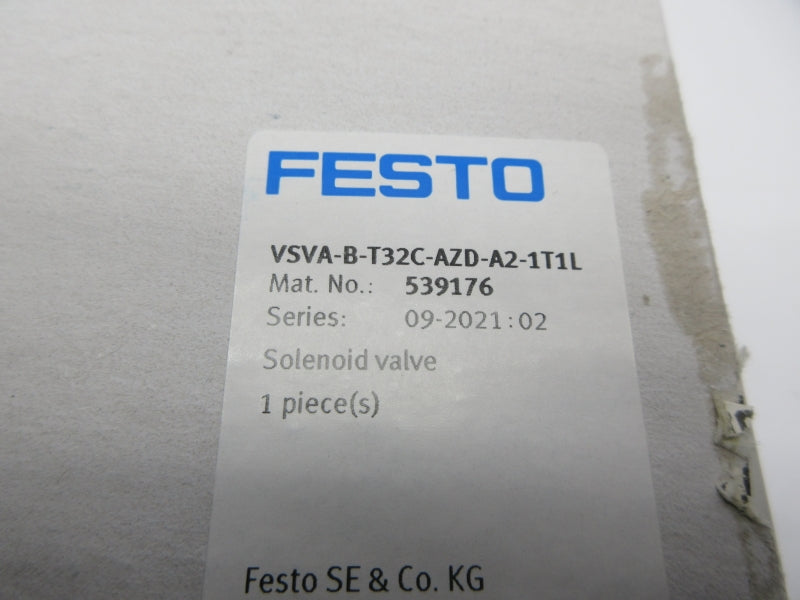 FESTO
VSVA-B-T32C-AZD-A2-1T1L
Mat. No.: 539176
Series: 09-2021:02
Solenoid valve
1 piece(s)
Festo SE & Co. KG